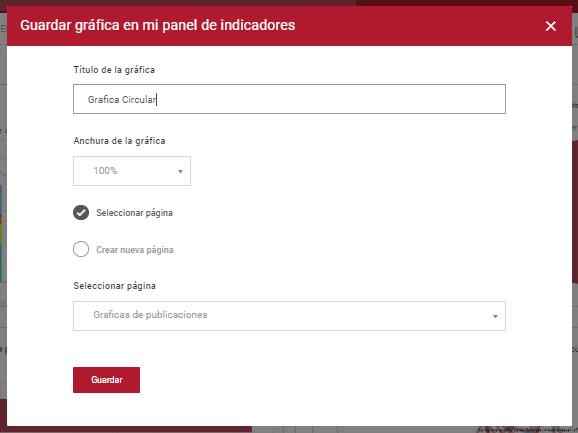 Guardar gráfica en mi panel de indicadores
Título de la gráfica
Grafica Circular
Anchura de la gráfica
100%
Seleccionar página
Crear nueva página
Seleccionar página
Graficas de publicaciones
Guardar